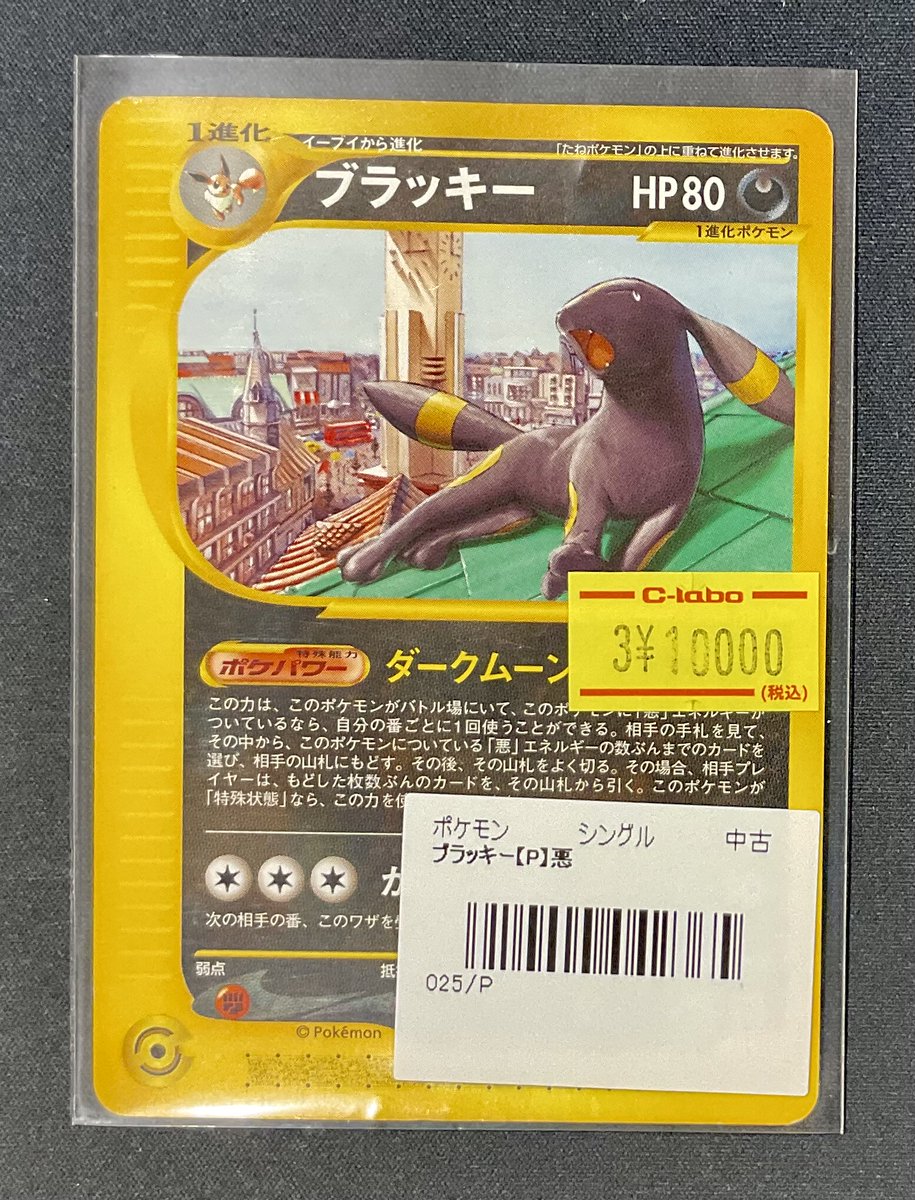 1進化
イーブイから進化
「たねポケモン」の上に重ねて進化させます。
ブラッキー HP80
1進化ポケモン
C-labo
3¥10000
(税込)
特殊能力
ポケパワー ダークムーン
この力は、このポケモンがバトル場にいて、このポケモンに「悪」エネルギーが
ついているなら、自分の番ごとに1回使うことができる。相手の手札を見て、
その中から、このポケモンについている「悪」エネルギーの数ぶんまでのカードを
選び、相手の山札にもどす。その後、その山札をよく切る。その場合、相手プレ
イヤーは、もどした枚数ぶんのカードを、その山札から引く。このポケモンが
「特殊状態」なら、この力を使
ポケモン シングル 中古
ブラッキー【P】悪
025/P
か
次の相手の番、このワザを
弱点 抵
© Pokémon